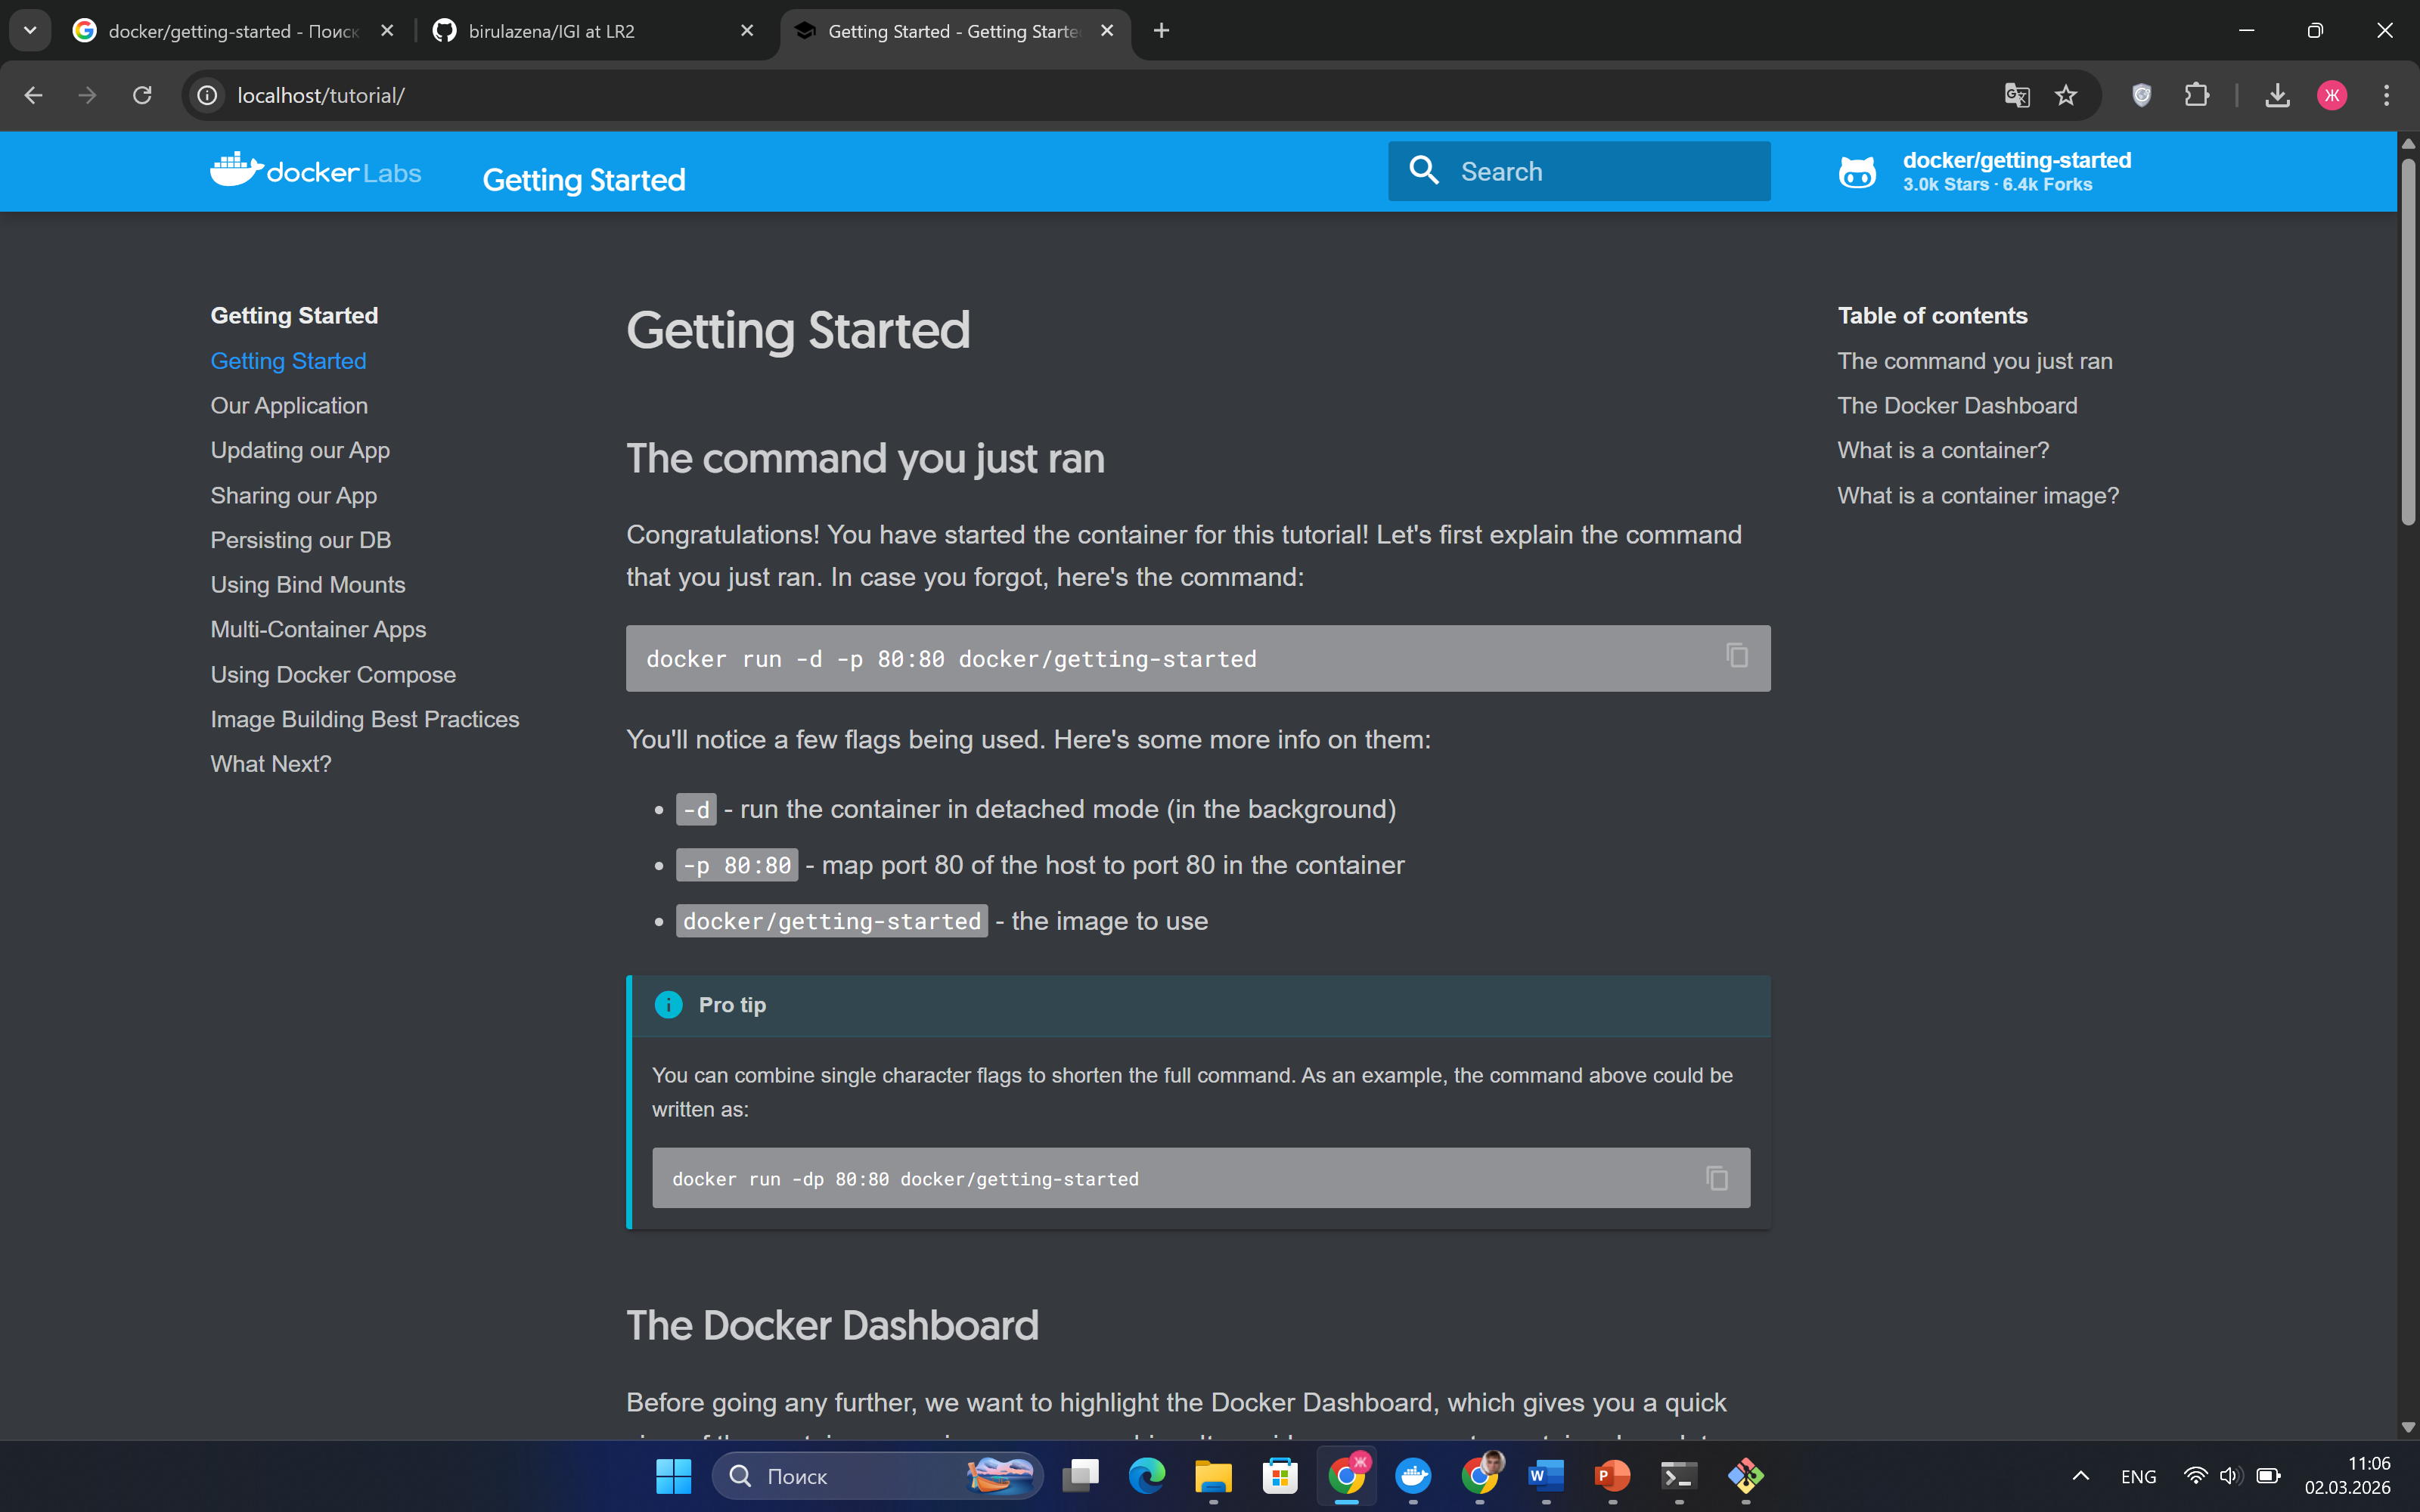 docker/getting-started - Поиск
birulazena/IGI at LR2
Getting Started - Getting Starte
localhost/tutorial/
Ж
docker Labs
Getting Started
Search
docker/getting-started
3.0k Stars · 6.4k Forks
Getting Started
Getting Started
Our Application
Updating our App
Sharing our App
Persisting our DB
Using Bind Mounts
Multi-Container Apps
Using Docker Compose
Image Building Best Practices
What Next?
Getting Started
The command you just ran
Congratulations! You have started the container for this tutorial! Let's first explain the command
that you just ran. In case you forgot, here's the command:
docker run -d -p 80:80 docker/getting-started
You'll notice a few flags being used. Here's some more info on them:
-d - run the container in detached mode (in the background)
-p 80:80 - map port 80 of the host to port 80 in the container
docker/getting-started - the image to use
Pro tip
You can combine single character flags to shorten the full command. As an example, the command above could be
written as:
docker run -dp 80:80 docker/getting-started
The Docker Dashboard
Before going any further, we want to highlight the Docker Dashboard, which gives you a quick
Table of contents
The command you just ran
The Docker Dashboard
What is a container?
What is a container image?
Поиск
ENG
11:06
02.03.2026